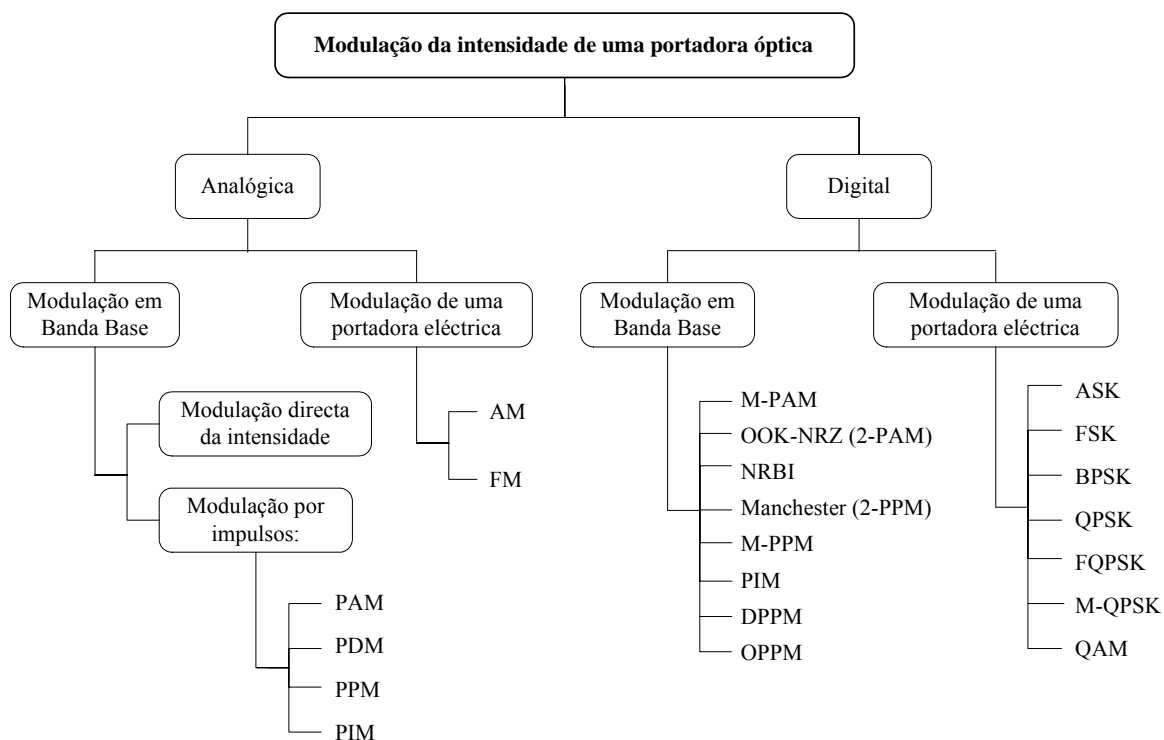 Modulação da intensidade de uma portadora óptica
Analógica
Digital
Modulação em
Banda Base
Modulação de uma
portadora eléctrica
Modulação em
Banda Base
Modulação de uma
portadora eléctrica
Modulação directa
da intensidade
Modulação por
impulsos:
PAM
PDM
PPM
PIM
AM
FM
M-PAM
OOK-NRZ (2-PAM)
NRBI
Manchester (2-PPM)
M-PPM
PIM
DPPM
OPPM
ASK
FSK
BPSK
QPSK
FQPSK
M-QPSK
QAM